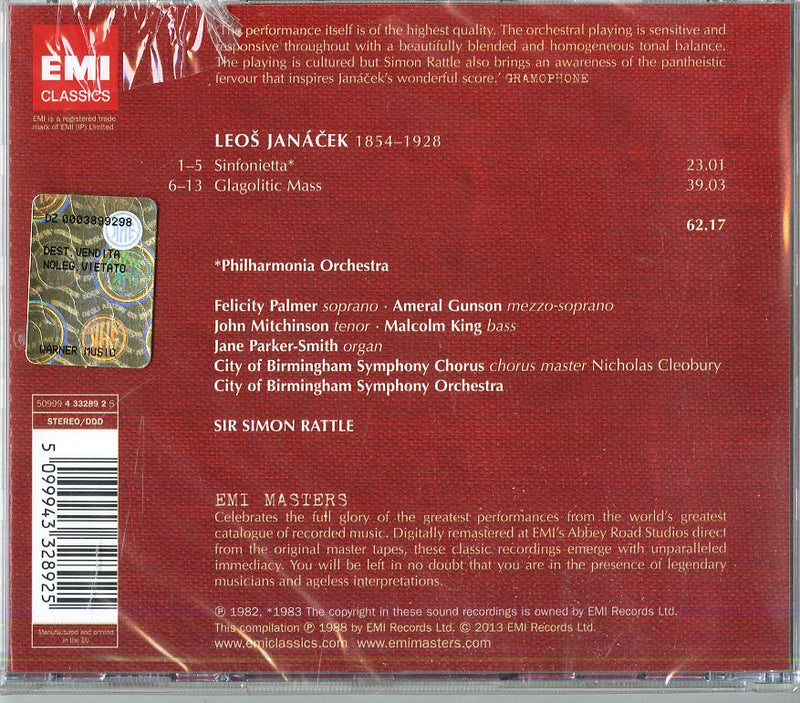 EMI
CLASSICS
EMI is a registered trade
mark of EMI (IP) Limited
'The performance itself is of the highest quality. The orchestral playing is sensitive and
responsive throughout with a beautifully blended and homogeneous tonal balance.
The playing is cultured but Simon Rattle also brings an awareness of the pantheistic
fervour that inspires Janáček's wonderful score.' GRAMOPHONE
LEOŠ JANÁČEK 1854–1928
1–5 Sinfonietta* 23.01
6–13 Glagolitic Mass 39.03
62.17
*Philharmonia Orchestra
Felicity Palmer soprano · Ameral Gunson mezzo-soprano
John Mitchinson tenor · Malcolm King bass
Jane Parker-Smith organ
City of Birmingham Symphony Chorus chorus master Nicholas Cleobury
City of Birmingham Symphony Orchestra
SIR SIMON RATTLE
EMI MASTERS
Celebrates the full glory of the greatest performances from the world's greatest
catalogue of recorded music. Digitally remastered at EMI's Abbey Road Studios direct
from the original master tapes, these classic recordings emerge with unparalleled
immediacy. You will be left in no doubt that you are in the presence of legendary
musicians and ageless interpretations.
℗ 1982, *1983 The copyright in these sound recordings is owned by EMI Records Ltd.
This compilation ℗ 1988 by EMI Records Ltd. © 2013 EMI Records Ltd.
www.emiclassics.com www.emimasters.com
DZ 0003899298
DEST. VENDITA
NOLEG. VIETATO
WARNER MUSIC
50999 4 33289 2 5
STEREO/DDD
5 099943 328925
Manufactured and printed
in the EU